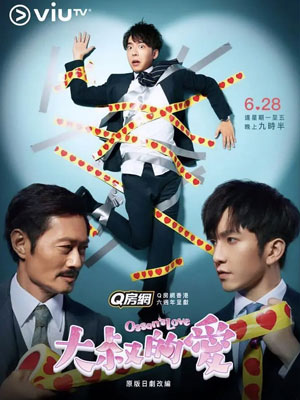 VIUTV
6.28
逢星期一至五
晚上九時半
Q房網
Q房網香港
六週年呈獻
Ossan's Love
大叔的愛
原版日劇改編